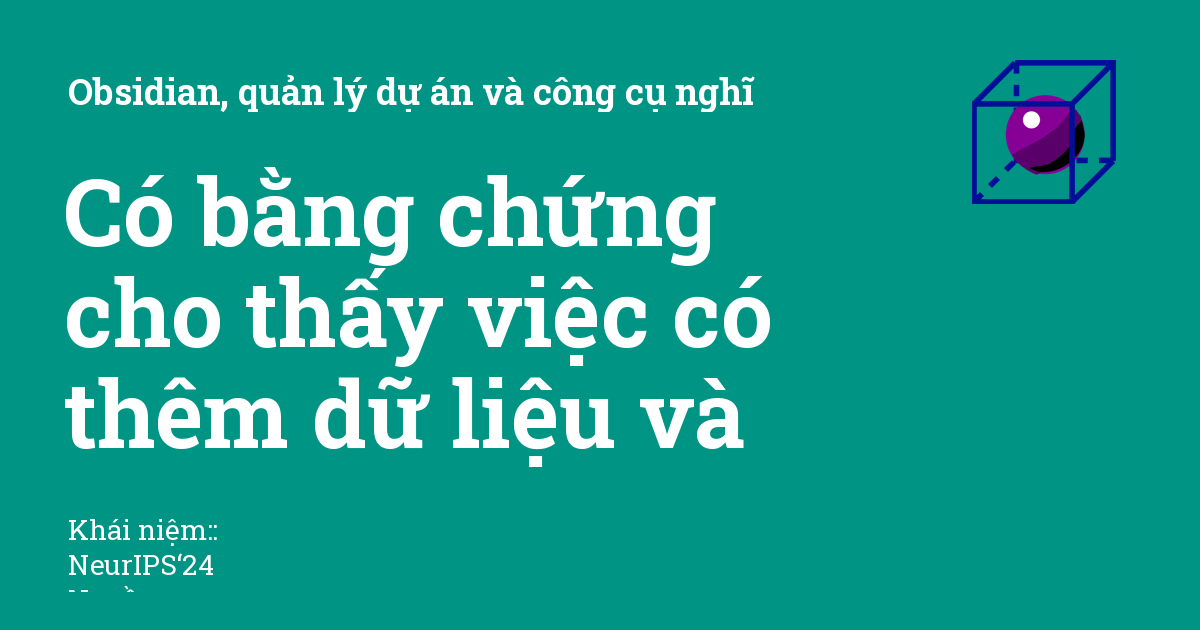 Obsidian, quản lý dự án và công cụ nghĩ
Có bằng chứng
cho thấy việc có
thêm dữ liệu và
Khái niệm::
NeurIPS‘24